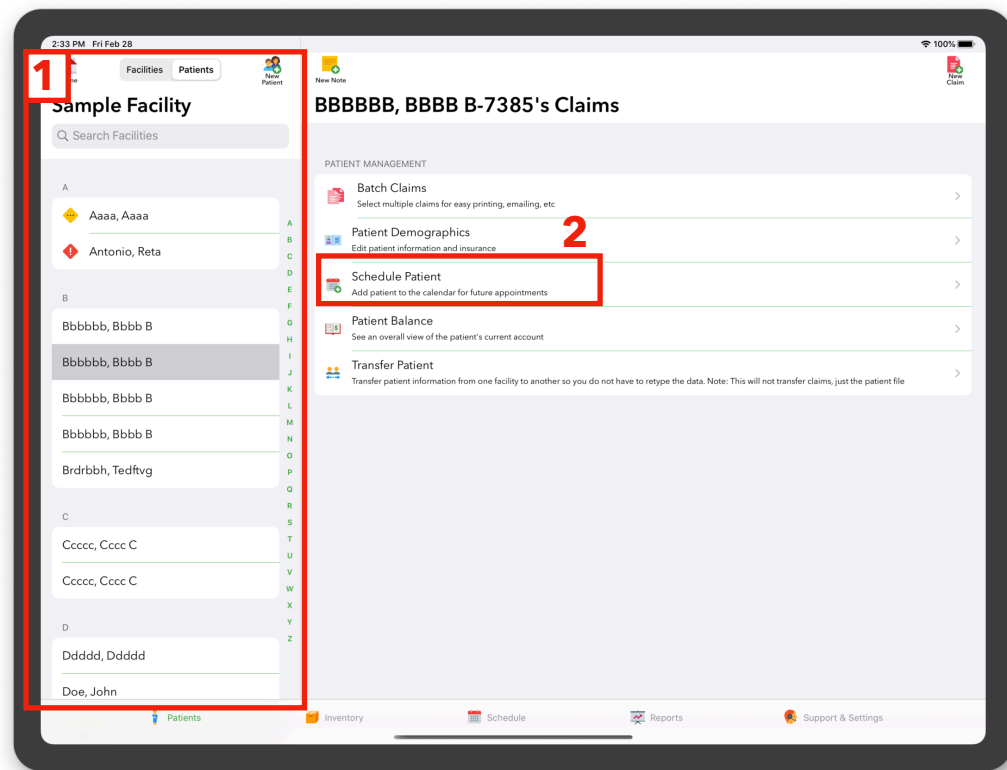 2:33 PM Fri Feb 28
100%
1
Facilities
Patients
New
Patient
Sample Facility
Search Facilities
A
Aaaa, Aaaa
Antonio, Reta
B
Bbbbbb, Bbbb B
Bbbbbb, Bbbb B
Bbbbbb, Bbbb B
Bbbbbb, Bbbb B
Brdrbbh, Tedftvg
C
Ccccc, Cccc C
Ccccc, Cccc C
D
Ddddd, Ddddd
Doe, John
A
B
C
D
E
F
G
H
I
J
K
L
M
N
O
P
Q
R
S
T
U
V
W
X
Y
Z
New Note
New
Claim
BBBBBB, BBBB B-7385's Claims
PATIENT MANAGEMENT
Batch Claims
Select multiple claims for easy printing, emailing, etc
Patient Demographics
Edit patient information and insurance
2
Schedule Patient
Add patient to the calendar for future appointments
Patient Balance
See an overall view of the patient's current account
Transfer Patient
Transfer patient information from one facility to another so you do not have to retype the data. Note: This will not transfer claims, just the patient file
Patients
Inventory
Schedule
Reports
Support & Settings